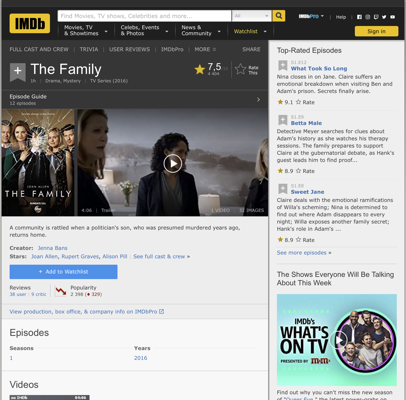 IMDb
Find Movies, TV shows, Celebrities and more...
All
IMDbPro
Help
Movies, TV & Showtimes
Celebs, Events & Photos
News & Community
Watchlist
Sign in
FULL CAST AND CREW | TRIVIA | USER REVIEWS | IMDbPro | MORE
SHARE
The Family
7,5
Rate This
1h | Drama, Mystery | TV Series (2016)
Episode Guide
12 episodes
JOAN ALLEN
THE FAMILY
4:06 | Trailer
1 VIDEO
IMAGES
A community is rattled when a politician's son, who was presumed murdered years ago, returns home.
Creator: Jenna Bans
Stars: Joan Allen, Rupert Graves, Alison Pill | See full cast & crew »
+ Add to Watchlist
Reviews
38 user | 9 critic
Popularity
2 398 ( 329)
View production, box office, & company info on IMDbPro
Episodes
Seasons
Years
1
2016
Videos
Top-Rated Episodes
S1.E12
What Took So Long
Nina closes in on Jane. Claire suffers an emotional breakdown when visiting Ben and Adam's prison. Secrets finally arise.
9.1 Rate
S1.E9
Betta Male
Detective Meyer searches for clues about Adam's history as she watches his therapy sessions. The family prepares to support Claire at the gubernatorial debate, as Hank's guest leads him to find proof...
8.9 Rate
S1.E8
Sweet Jane
Claire deals with the emotional ramifications of Willa's scheming; Nina is determined to find out where Adam disappears to every night; Willa exposes another family secret; Hank's role in Adam's ...
8.9 Rate
See more episodes »
The Shows Everyone Will Be Talking About This Week
IMDb's
WHAT'S ON TV
PRESENTED BY
Find out why you can't miss the new season